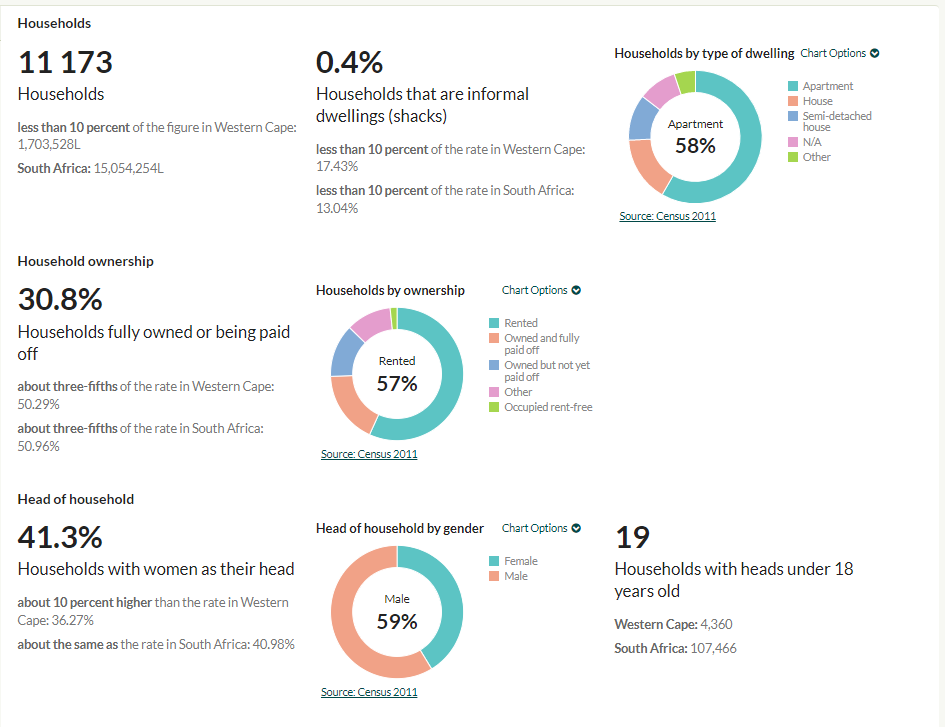 Households
11 173
Households
less than 10 percent of the figure in Western Cape:
1,703,528L
South Africa: 15,054,254L
0.4%
Households that are informal
dwellings (shacks)
less than 10 percent of the rate in Western Cape:
17.43%
less than 10 percent of the rate in South Africa:
13.04%
Households by type of dwelling
Chart Options
Apartment
58%
Apartment
House
Semi-detached
house
N/A
Other
Source: Census 2011
Household ownership
30.8%
Households fully owned or being paid
off
about three-fifths of the rate in Western Cape:
50.29%
about three-fifths of the rate in South Africa:
50.96%
Households by ownership
Chart Options
Rented
57%
Rented
Owned and fully
paid off
Owned but not yet
paid off
Other
Occupied rent-free
Source: Census 2011
Head of household
41.3%
Households with women as their head
about 10 percent higher than the rate in Western
Cape: 36.27%
about the same as the rate in South Africa: 40.98%
Head of household by gender
Chart Options
Male
59%
Female
Male
Source: Census 2011
19
Households with heads under 18
years old
Western Cape: 4,360
South Africa: 107,466